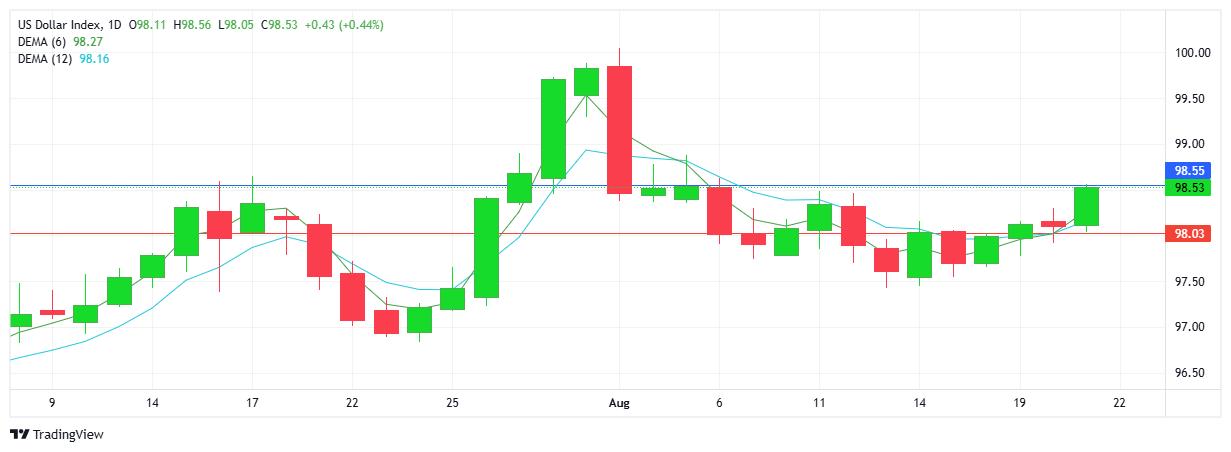 US Dollar Index, 1D O98.11 H98.56 L98.05 C98.53 +0.43 (+0.44%)
DEMA (6) 98.27
DEMA (12) 98.16
100.00
99.50
99.00
98.55
98.53
98.03
97.50
97.00
96.50
9 14 17 22 25 Aug 6 11 14 19 22
TradingView